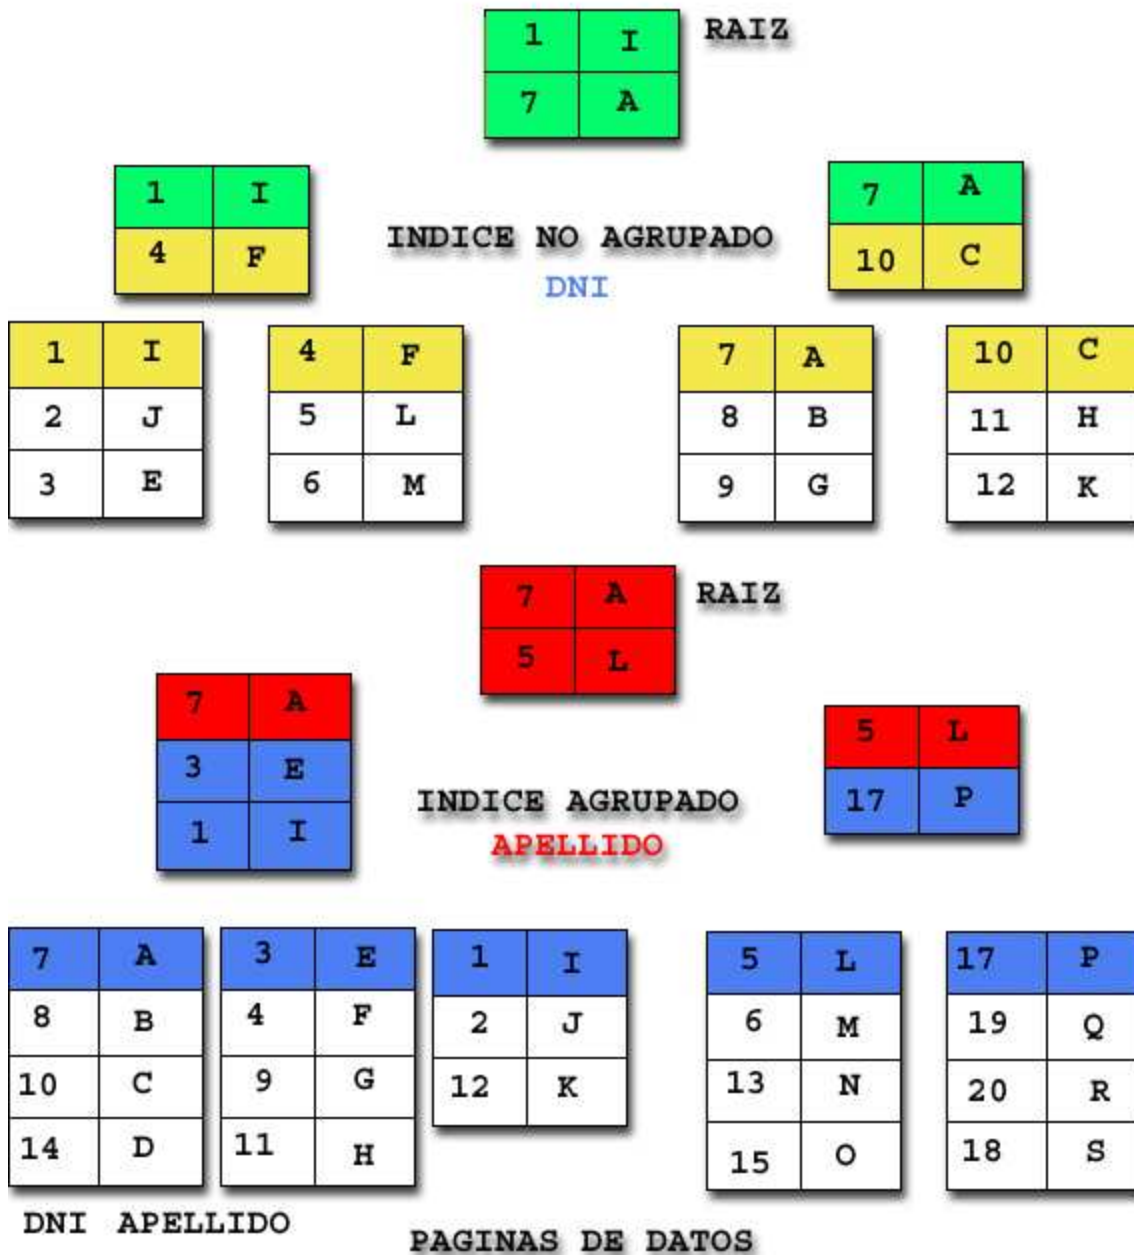 1 I RAIZ
7 A
1 I
4 F
INDICE NO AGRUPADO
DNI
7 A
10 C
1 I
2 J
3 E
4 F
5 L
6 M
7 A
8 B
9 G
10 C
11 H
12 K
7 A RAIZ
5 L
7 A
3 E
1 I
INDICE AGRUPADO
APELLIDO
5 L
17 P
7 A
8 B
10 C
14 D
3 E
4 F
9 G
11 H
1 I
2 J
12 K
5 L
6 M
13 N
15 O
17 P
19 Q
20 R
18 S
DNI APELLIDO
PAGINAS DE DATOS